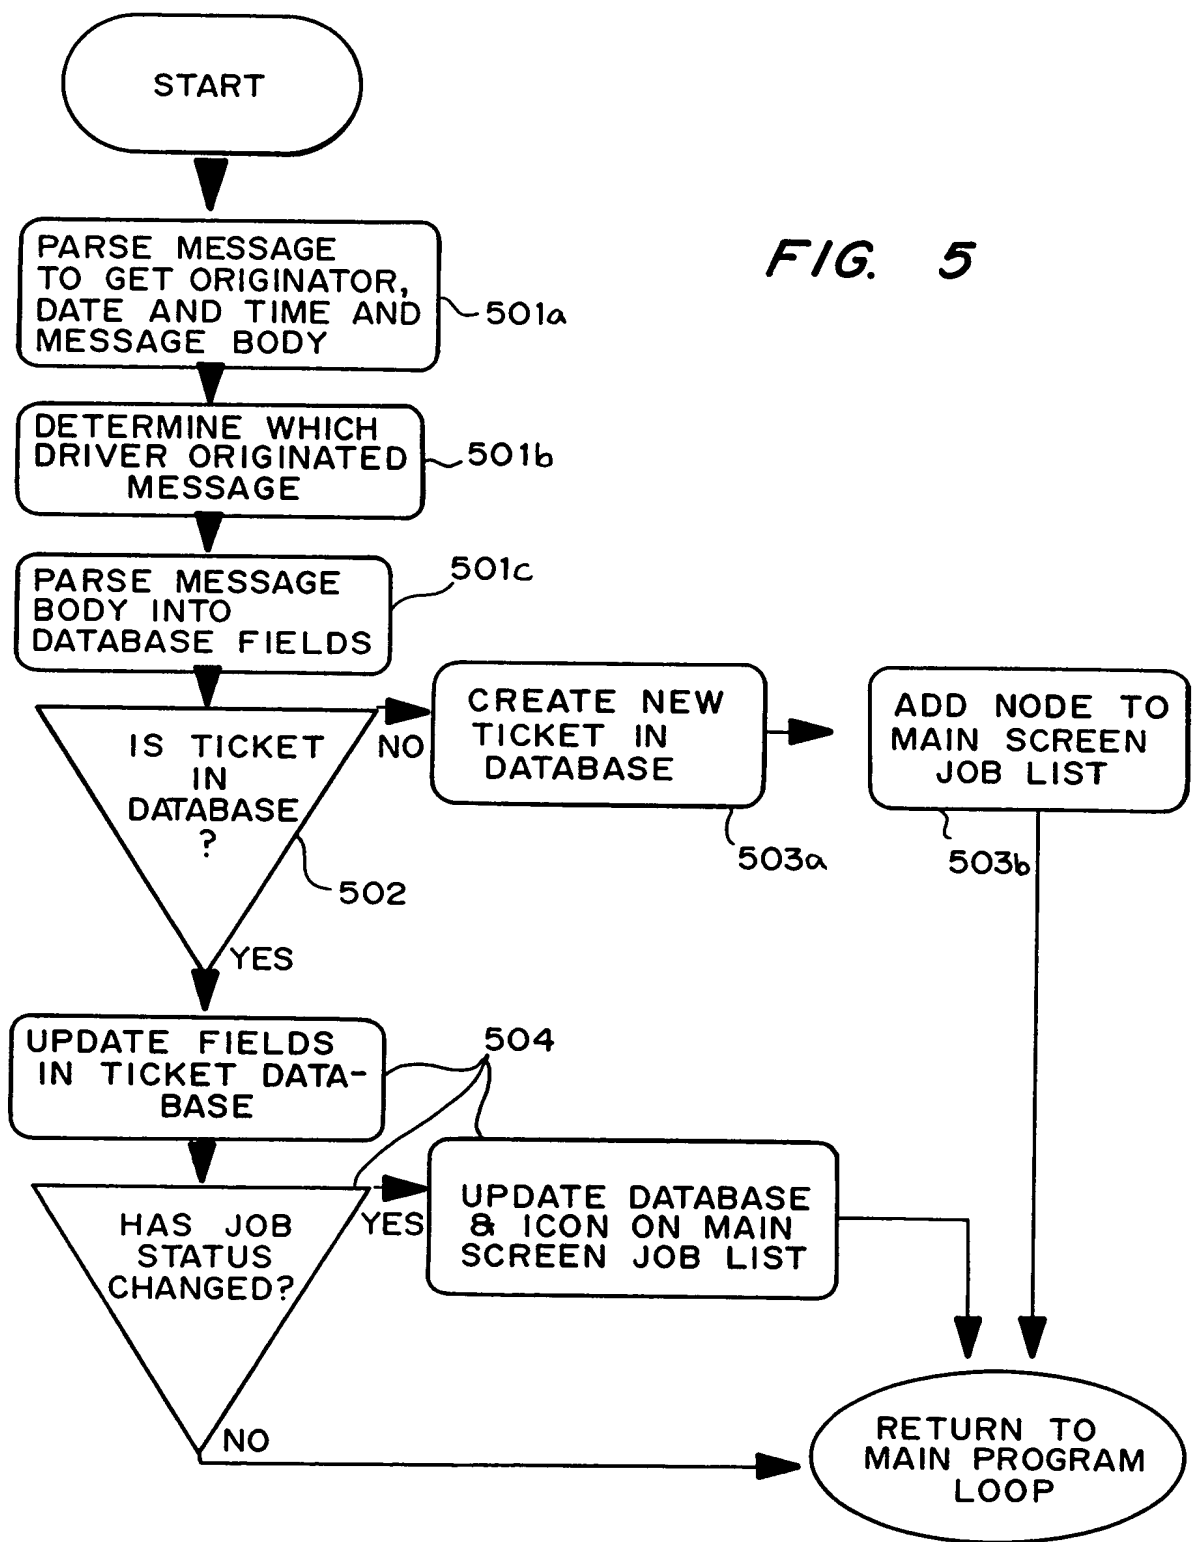 START
FIG. 5
PARSE MESSAGE
TO GET ORIGINATOR,
DATE AND TIME AND
MESSAGE BODY
501a
DETERMINE WHICH
DRIVER ORIGINATED
MESSAGE
501b
PARSE MESSAGE
BODY INTO
DATABASE FIELDS
501c
IS TICKET
IN
DATABASE
?
502
NO
CREATE NEW
TICKET IN
DATABASE
503a
ADD NODE TO
MAIN SCREEN
JOB LIST
503b
YES
UPDATE FIELDS
IN TICKET DATA-
BASE
504
HAS JOB
STATUS
CHANGED?
YES
UPDATE DATABASE
& ICON ON MAIN
SCREEN JOB LIST
NO
RETURN TO
MAIN PROGRAM
LOOP